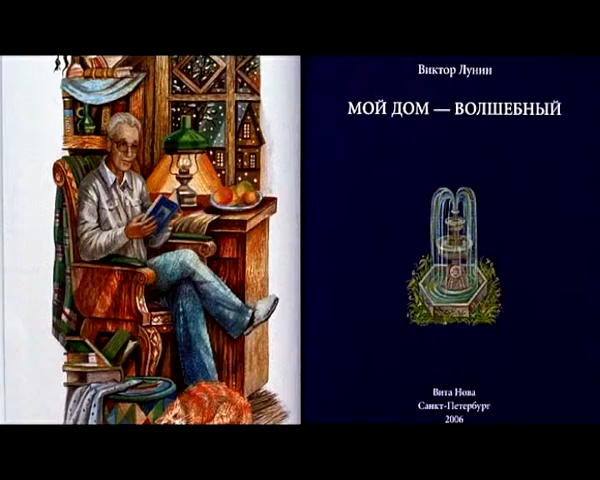 Виктор Лунин
МОЙ ДОМ — ВОЛШЕБНЫЙ
Вита Нова
Санкт-Петербург
2006